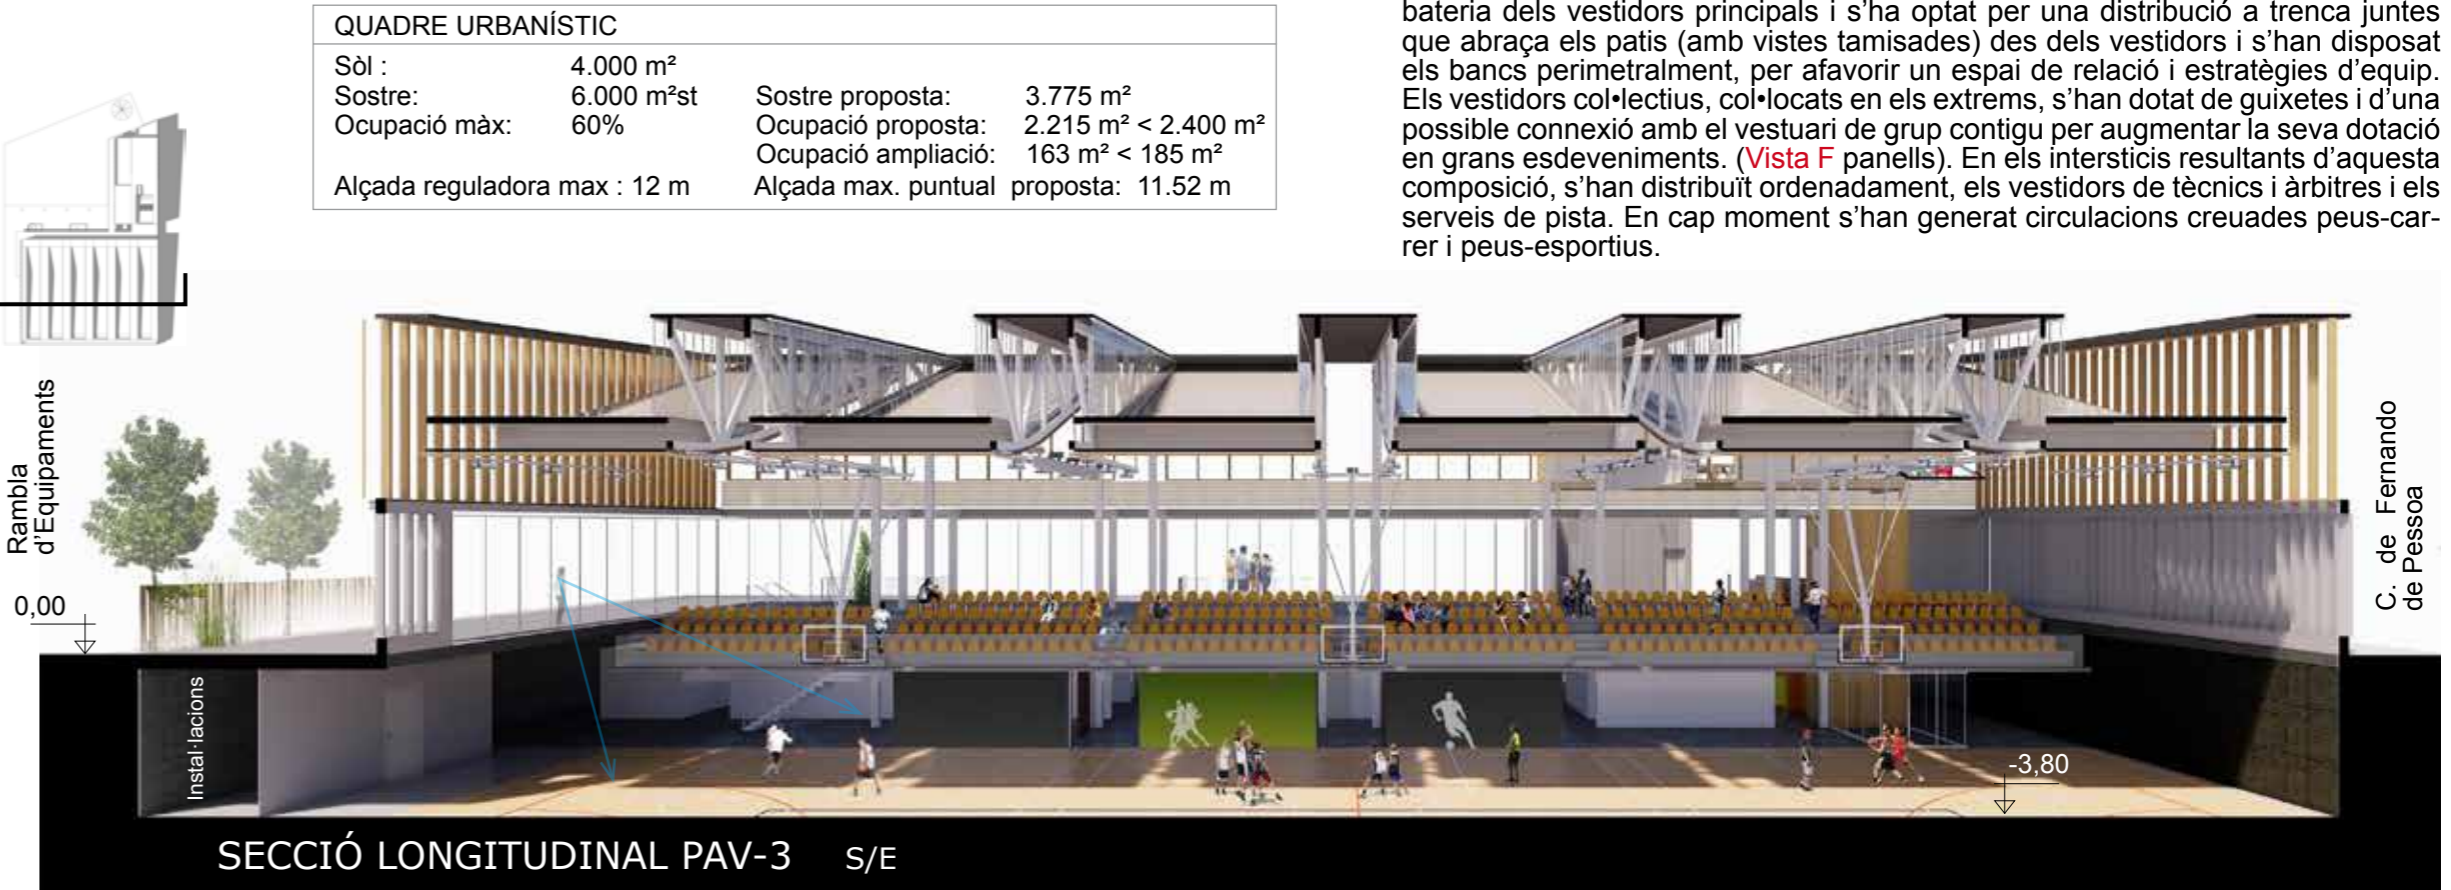 QUADRE URBANÍSTIC
Sòl : 4.000 m²
Sostre: 6.000 m²st Sostre proposta: 3.775 m²
Ocupació màx: 60% Ocupació proposta: 2.215 m² < 2.400 m²
Ocupació ampliació: 163 m² < 185 m²
Alçada reguladora max : 12 m Alçada max. puntual proposta: 11.52 m
bateria dels vestidors principals i s’ha optat per una distribució a trenca juntes
que abraça els patis (amb vistes tamisades) des dels vestidors i s’han disposat
els bancs perimetralment, per afavorir un espai de relació i estratègies d’equip.
Els vestidors col•lectius, col•locats en els extrems, s’han dotat de guixetes i d’una
possible connexió amb el vestuari de grup contigu per augmentar la seva dotació
en grans esdeveniments. (Vista F panells). En els intersticis resultants d’aquesta
composició, s’han distribuït ordenadament, els vestidors de tècnics i àrbitres i els
serveis de pista. En cap moment s’han generat circulacions creuades peus-car-
rer i peus-esportius.
Rambla
d’Equipaments
0,00
Instal·lacions
C. de Fernando
de Pessoa
-3,80
SECCIÓ LONGITUDINAL PAV-3 S/E